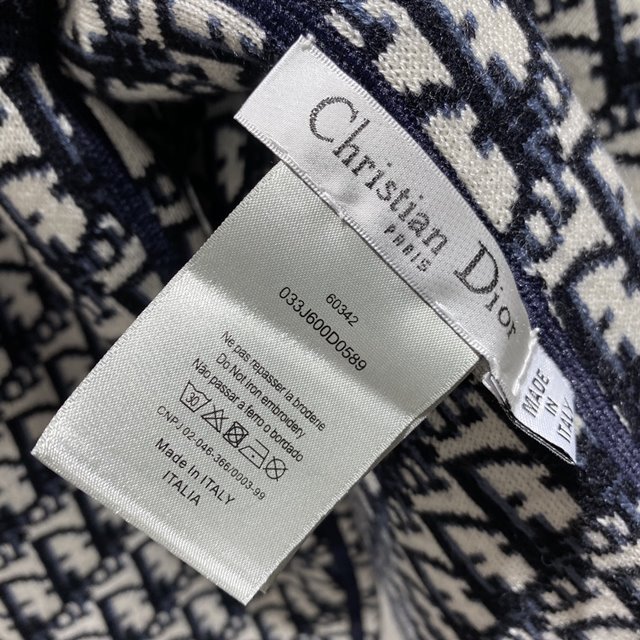 Christian Dior
PARIS
MADE
IN
ITALY
60342
033J600D0589
Ne pas repasser la broderie
Do Not iron embroidery
Não passar a ferro o bordado
30
CNPJ 02-046-366/0003-99
Made In ITALY
ITALIA